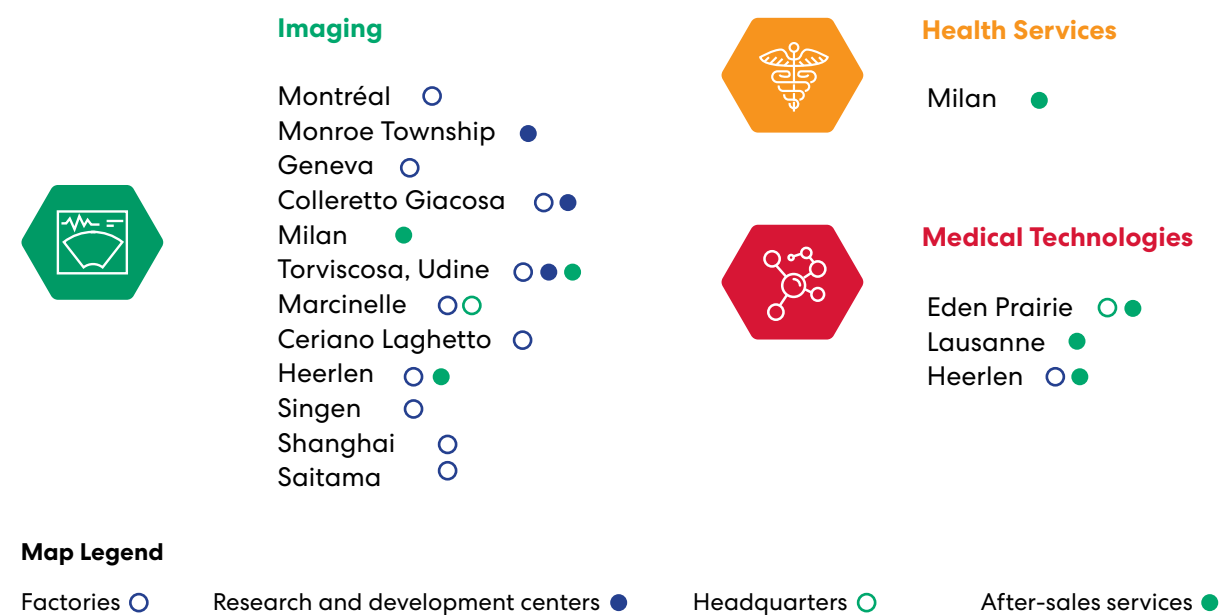 Imaging
Montréal
Monroe Township
Geneva
Colleretto Giacosa
Milan
Torviscosa, Udine
Marcinelle
Ceriano Laghetto
Heerlen
Singen
Shanghai
Saitama
Health Services
Milan
Medical Technologies
Eden Prairie
Lausanne
Heerlen
Map Legend
Factories Research and development centers Headquarters After-sales services